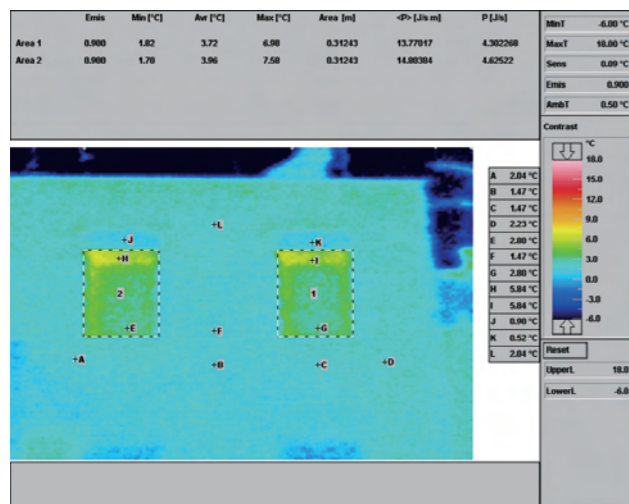 Emis Min [°C] Avr [°C] Max [°C] Area [m] <P> [J/s m] P [J/s]
Area 1 0.900 1.82 3.72 6.98 0.31243 13.77017 4.302268
Area 2 0.900 1.70 3.96 7.58 0.31243 14.80384 4.62522
MinT -6.00 °C
MaxT 18.00 °C
Sens 0.09 °C
Emis 0.900
AmbT 0.50 °C
Contrast
°C
18.0
15.0
12.0
9.0
6.0
3.0
0.0
-3.0
-6.0
Reset
UpperL 18.0
LowerL -6.0
A 2.04 °C
B 1.47 °C
C 1.47 °C
D 2.23 °C
E 2.80 °C
F 1.47 °C
G 2.80 °C
H 5.84 °C
I 5.84 °C
J 0.90 °C
K 0.52 °C
L 2.04 °C
+L
+J
+K
+H
+I
2
1
+E
+F
+G
+A
+B
+C
+D